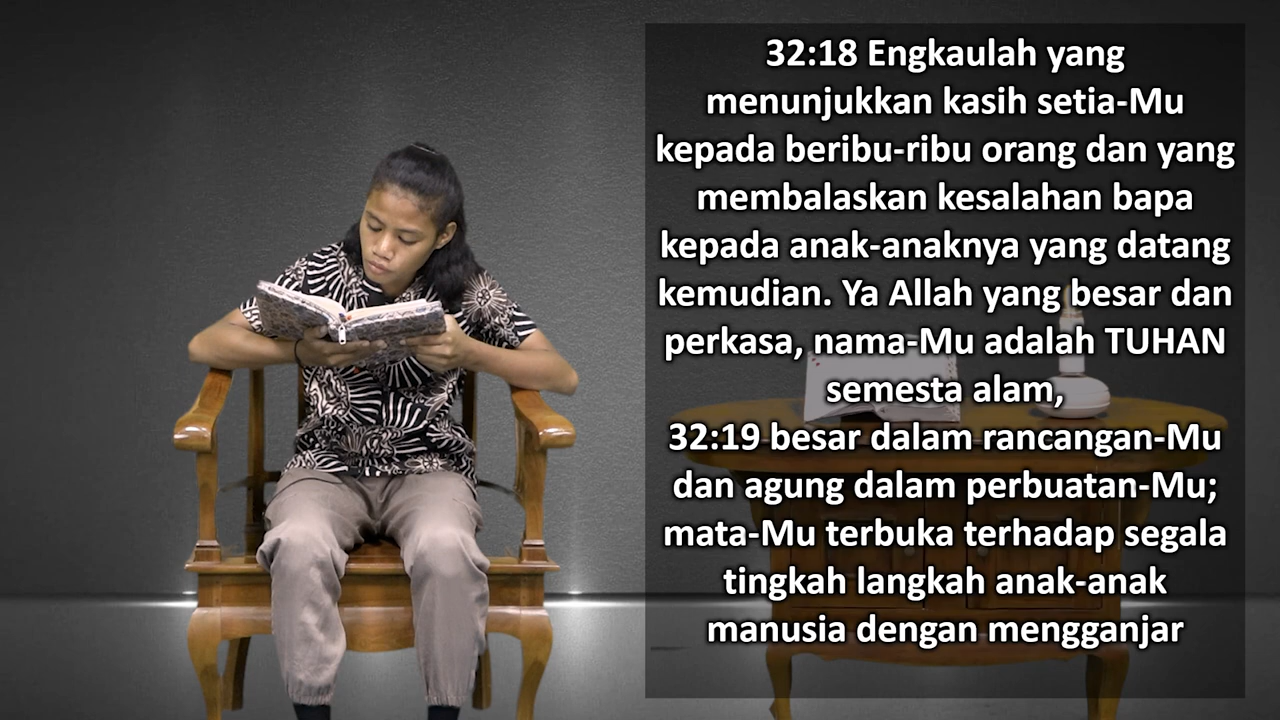 32:18 Engkaulah yang
menunjukkan kasih setia-Mu
kepada beribu-ribu orang dan yang
membalaskan kesalahan bapa
kepada anak-anaknya yang datang
kemudian. Ya Allah yang besar dan
perkasa, nama-Mu adalah TUHAN
semesta alam,
32:19 besar dalam rancangan-Mu
dan agung dalam perbuatan-Mu;
mata-Mu terbuka terhadap segala
tingkah langkah anak-anak
manusia dengan mengganjar